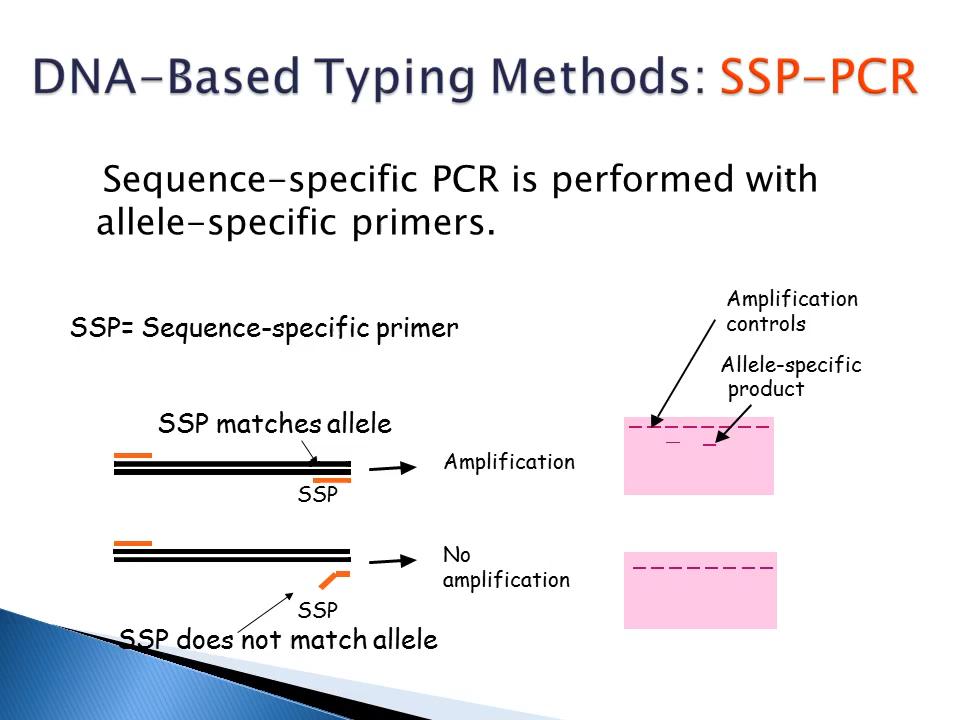 DNA-Based Typing Methods: SSP-PCR
Sequence-specific PCR is performed with
allele-specific primers.
Amplification
controls
SSP= Sequence-specific primer
Allele-specific
product
SSP matches allele
Amplification
SSP
No
amplification
SSP
SSP does not match allele